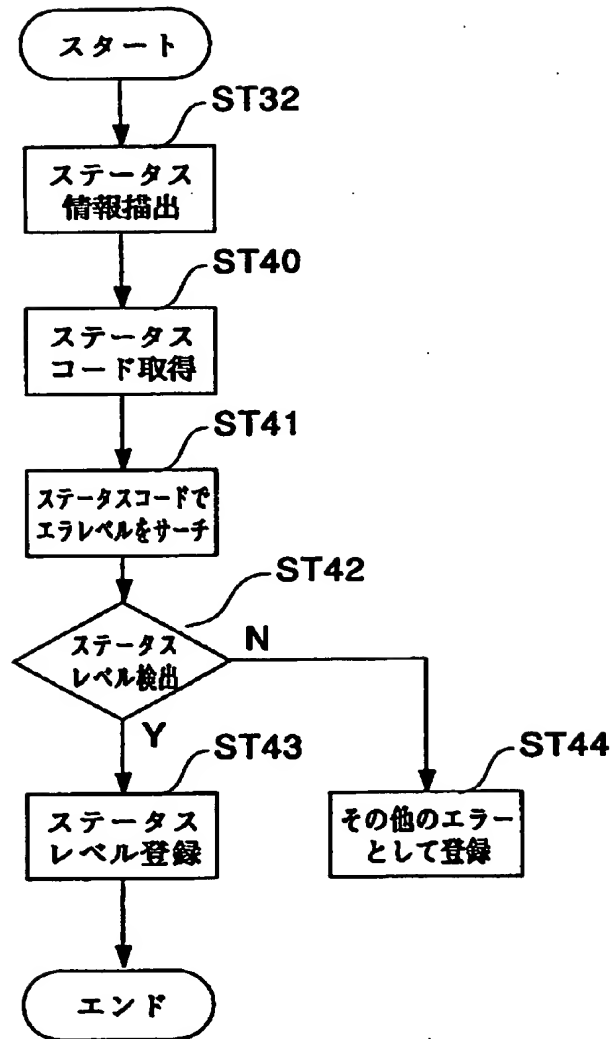 スタート
ST32
ステータス
情報描出
ST40
ステータス
コード取得
ST41
ステータスコードで
エラレベルをサーチ
ST42
ステータス
レベル検出
N
Y
ST43
ステータス
レベル登録
ST44
その他のエラー
として登録
エンド